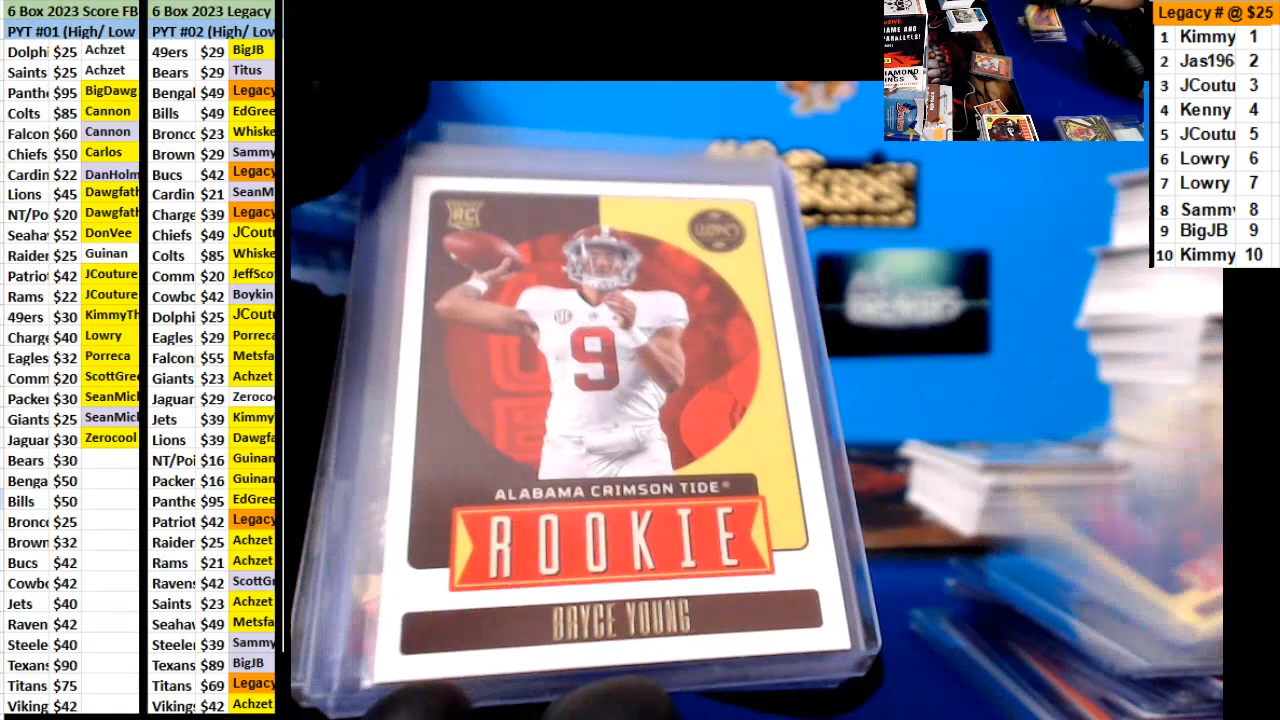 6 Box 2023 Score FB
PYT #01 (High/ Low
Dolph $25 Achzet
Saints $25 Achzet
Panthe $95 BigDawg
Colts $85 Cannon
Falcon $60 Cannon
Chiefs $50 Carlos
Cardin $22 DanHolm
Lions $45 Dawgfath
NT/Po $20 Dawgfath
Seaha $52 DonVee
Raider $25 Guinan
Patrio $42 JCouture
Rams $22 JCouture
49ers $30 KimmyTh
Charge $40 Lowry
Eagles $32 Porreca
Comm $20 ScottGree
Packer $30 SeanMich
Giants $25 SeanMich
Jaguar $30 Zerocool
Bears $30
Benga $50
Bills $50
Bronc $25
Brown $32
Bucs $42
Cowb $42
Jets $40
Raven $42
Steele $40
Texans $90
Titans $75
Viking $42
6 Box 2023 Legacy
PYT #02 (High/ Low
49ers $29 BigJB
Bears $29 Titus
Bengal $49 Legacy
Bills $49 EdGree
Bronc $23 Whiske
Brown $29 Sammy
Bucs $42 Legacy
Cardin $21 SeanM
Charge $39 Legacy
Chiefs $49 JCout
Colts $85 Whiske
Comm $20 JeffSco
Cowbo $42 Boykin
Dolphi $25 JCout
Eagles $29 Porreca
Falcon $55 Metsfa
Giants $23 Achzet
Jaguar $29 Zeroco
Jets $39 Kimmy
Lions $39 Dawgfa
NT/Poi $16 Guinan
Packer $16 Guinan
Panthe $95 EdGree
Patriot $42 Legacy
Raider $25 Achzet
Rams $21 Achzet
Ravens $42 ScottGr
Saints $23 Achzet
Seahav $49 Metsfa
Steeler $39 Sammy
Texans $89 BigJB
Titans $69 Legacy
Viking $42 Achzet
RC
LEGACY
SEC
9
ALABAMA CRIMSON TIDE®
ROOKIE
BRYCE YOUNG
Legacy # @ $25
1 Kimmy 1
2 Jas196 2
3 JCoutu 3
4 Kenny 4
5 JCoutu 5
6 Lowry 6
7 Lowry 7
8 Samm 8
9 BigJB 9
10 Kimmy 10